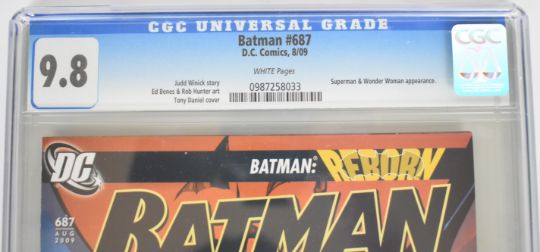 CGC UNIVERSAL GRADE
9.8
Batman #687
D.C. Comics, 8/09
WHITE Pages
Judd Winick story
Ed Benes & Rob Hunter art
Tony Daniel cover
0987258033
Superman & Wonder Woman appearance.
CGC
DC
BATMAN: REBORN
687
AUG
2009
BATMAN